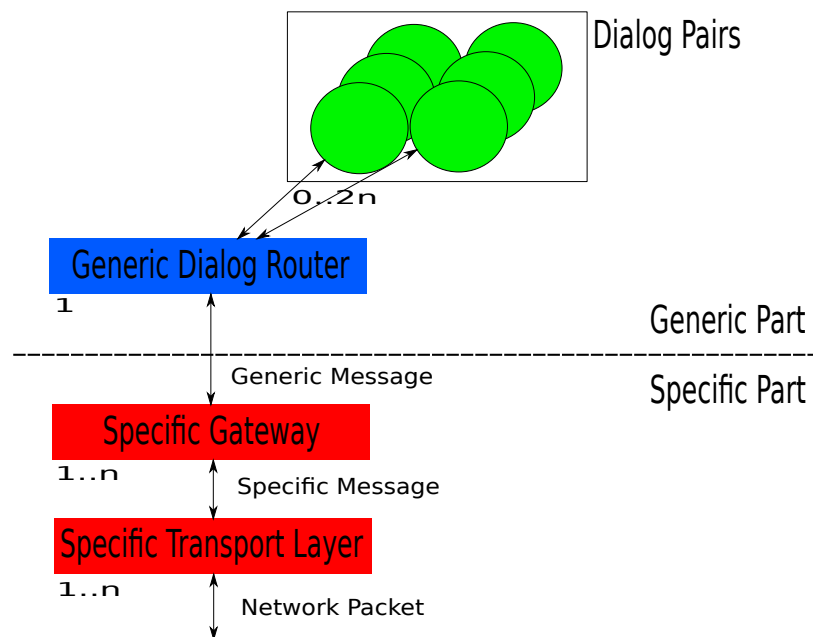 Dialog Pairs
0..2n
Generic Dialog Router
1
Generic Part
Generic Message
Specific Part
Specific Gateway
1..n
Specific Message
Specific Transport Layer
1..n
Network Packet